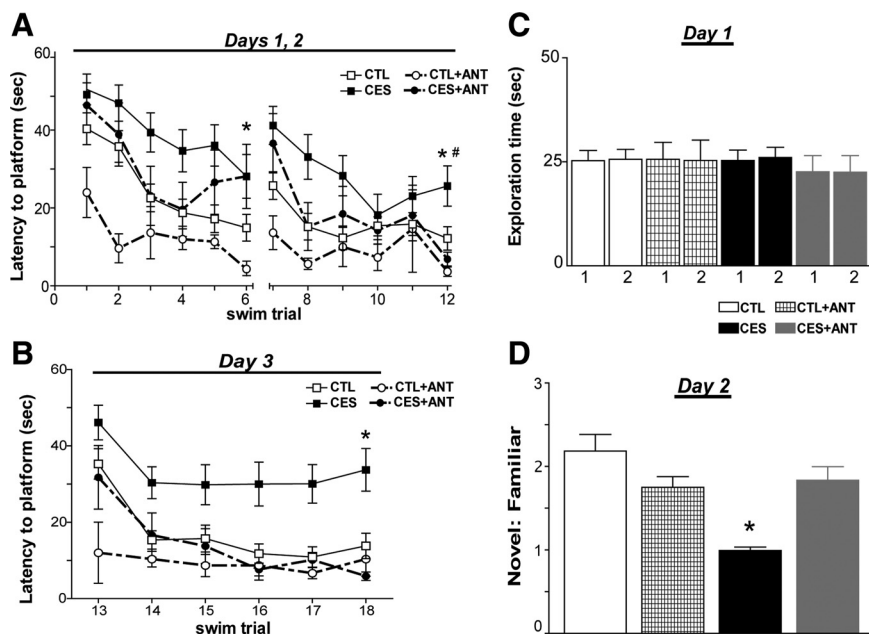 A
Days 1, 2
60
40
20
0
Latency to platform (sec)
CTL
CTL+ANT
CES
CES+ANT
*
* #
0
2
4
6
8
10
12
swim trial
B
Day 3
60
40
30
10
0
Latency to platform (sec)
CTL
CTL+ANT
CES
CES+ANT
*
13
14
15
16
17
18
swim trial
C
Day 1
50
25
0
Exploration time (sec)
1 2 1 2 1 2 1 2
CTL
CTL+ANT
CES
CES+ANT
D
Day 2
3
2
1
0
Novel: Familiar
*